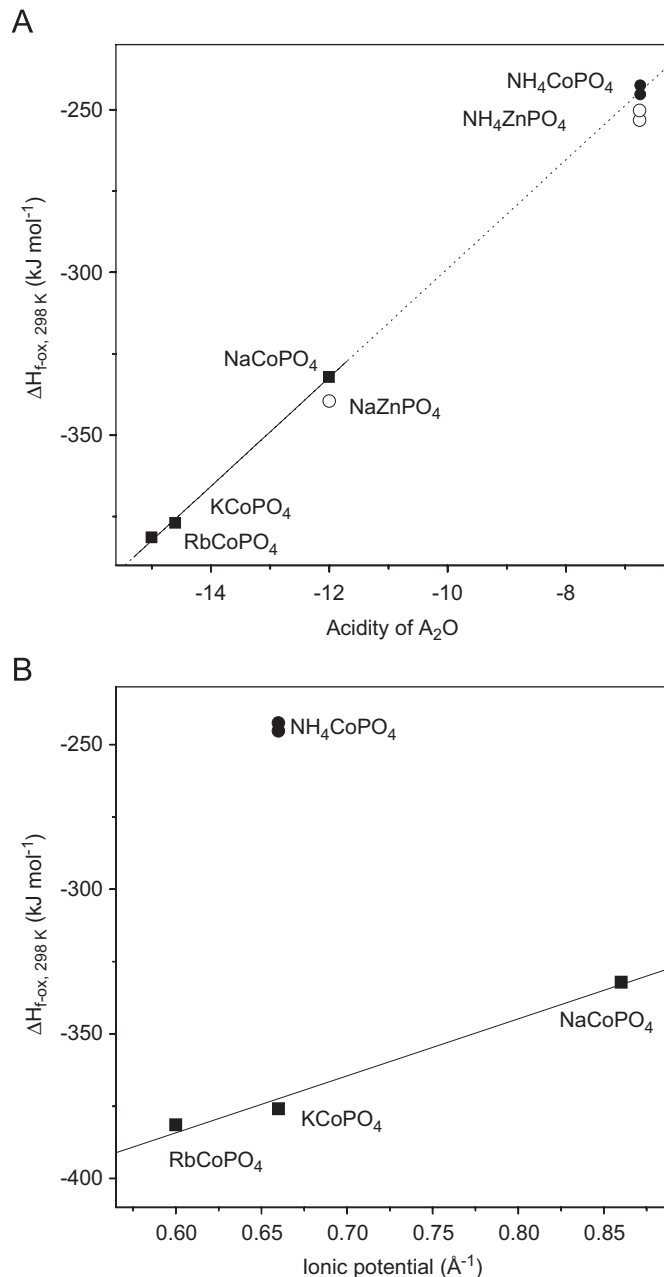 A
ΔH_f-ox, 298 K (kJ mol⁻¹)
-250
-300
-350
NH₄CoPO₄
NH₄ZnPO₄
NaCoPO₄
NaZnPO₄
KCoPO₄
RbCoPO₄
-14 -12 -10 -8
Acidity of A₂O
B
ΔH_f-ox, 298 K (kJ mol⁻¹)
-250
-300
-350
-400
NH₄CoPO₄
NaCoPO₄
KCoPO₄
RbCoPO₄
0.60 0.65 0.70 0.75 0.80 0.85
Ionic potential (Å⁻¹)